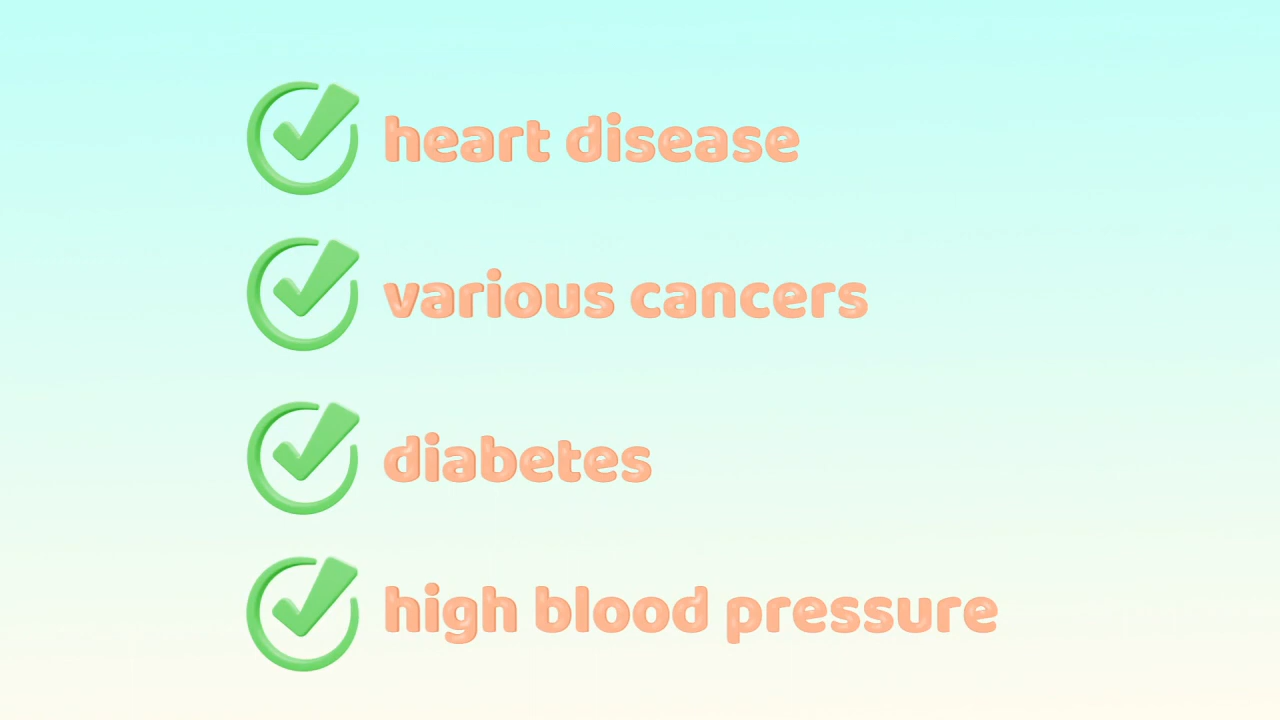 heart disease
various cancers
diabetes
high blood pressure